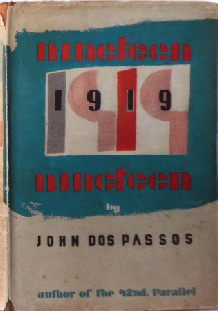 nineteen
1919
nineteen
by
JOHN DOS PASSOS
author of the 42nd. Parallel